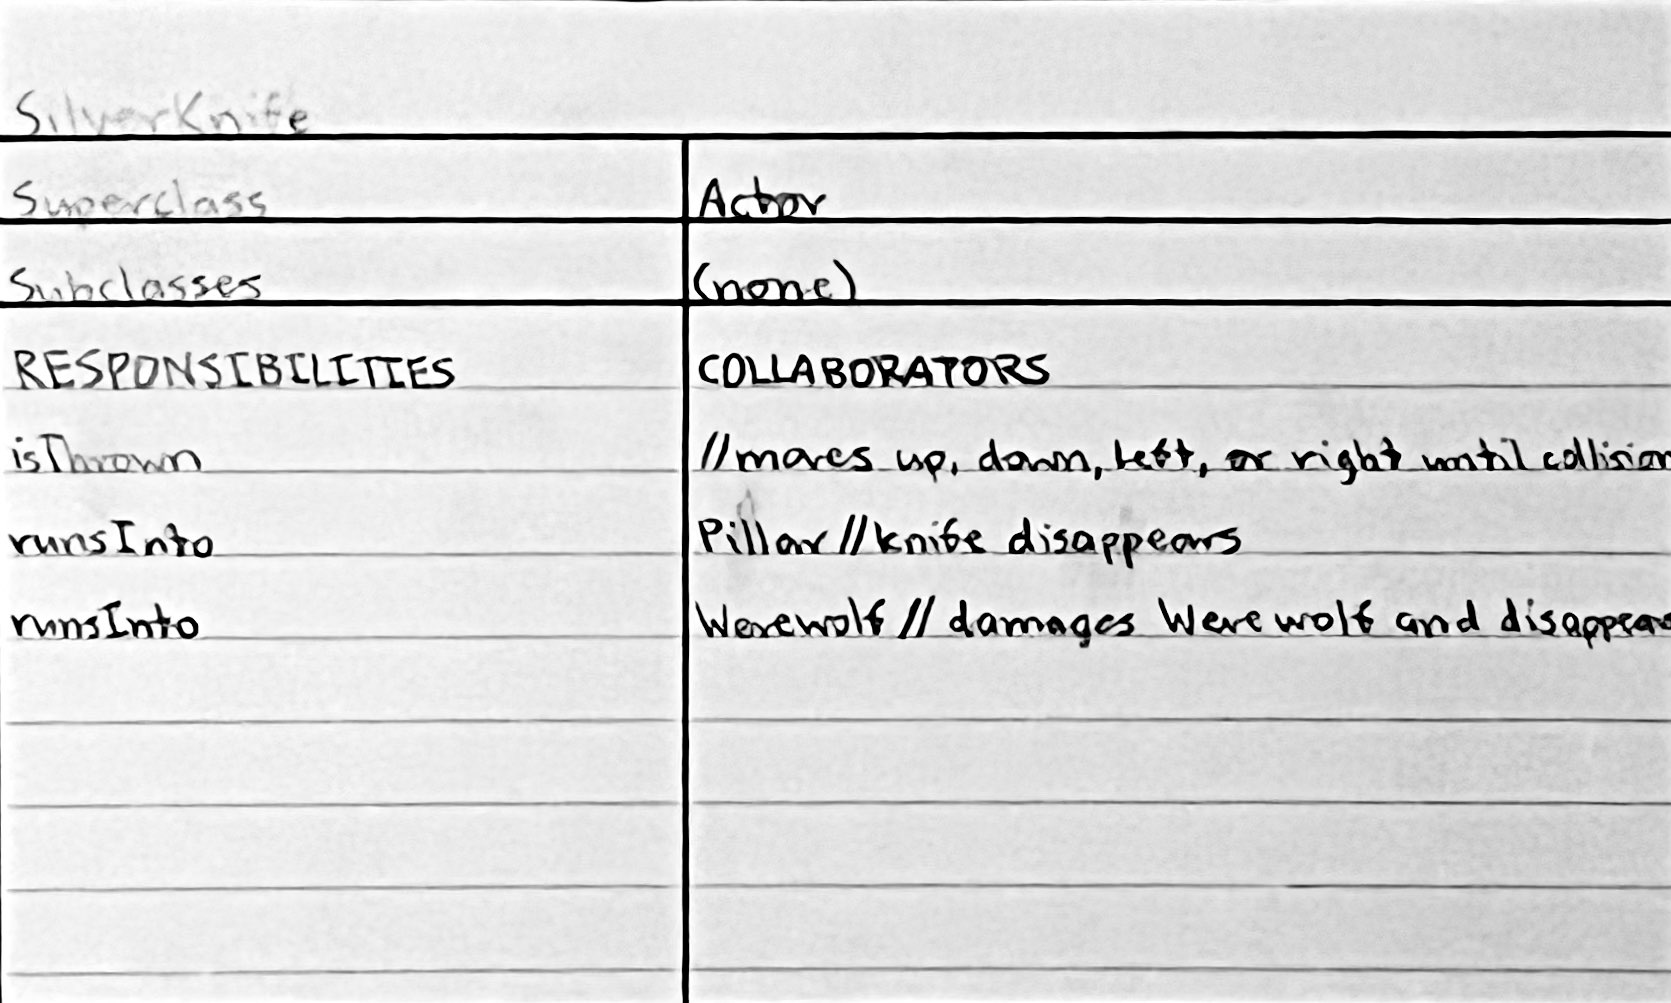 SilverKnife
Superclass Actor
Subclasses (none)
RESPONSIBILITIES COLLABORATORS
isThrown //moves up, down, left, or right until collision
runsInto Pillar //knife disappears
runsInto Werewolf // damages Werewolf and disappears